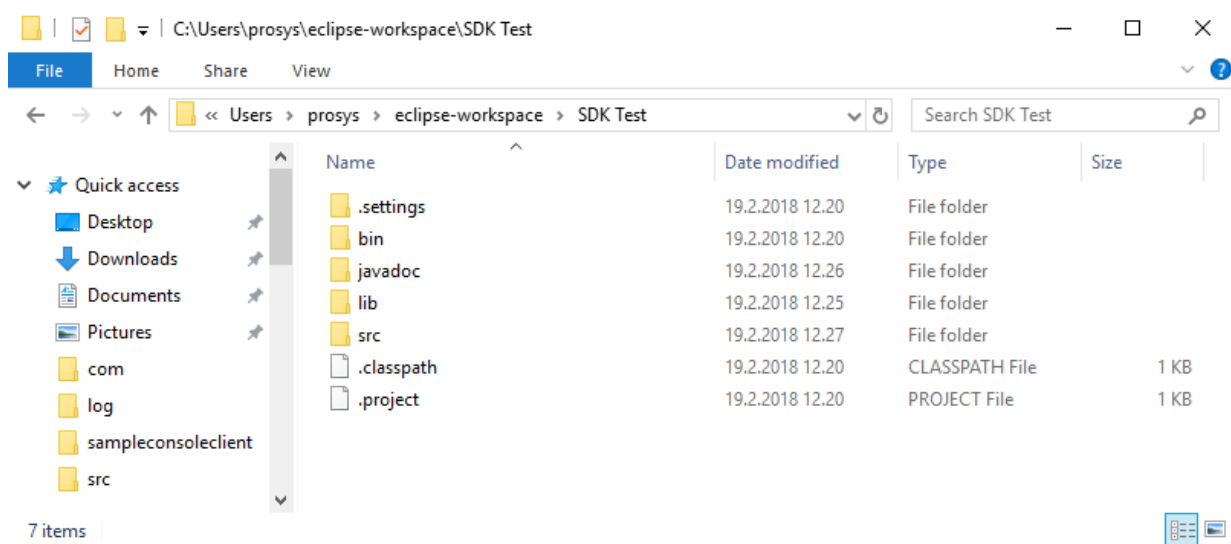 C:\Users\prosys\eclipse-workspace\SDK Test
File Home Share View
« Users › prosys › eclipse-workspace › SDK Test Search SDK Test
Name Date modified Type Size
Quick access
Desktop
Downloads
Documents
Pictures
com
log
sampleconsoleclient
src
.settings 19.2.2018 12.20 File folder
bin 19.2.2018 12.20 File folder
javadoc 19.2.2018 12.26 File folder
lib 19.2.2018 12.25 File folder
src 19.2.2018 12.27 File folder
.classpath 19.2.2018 12.20 CLASSPATH File 1 KB
.project 19.2.2018 12.20 PROJECT File 1 KB
7 items